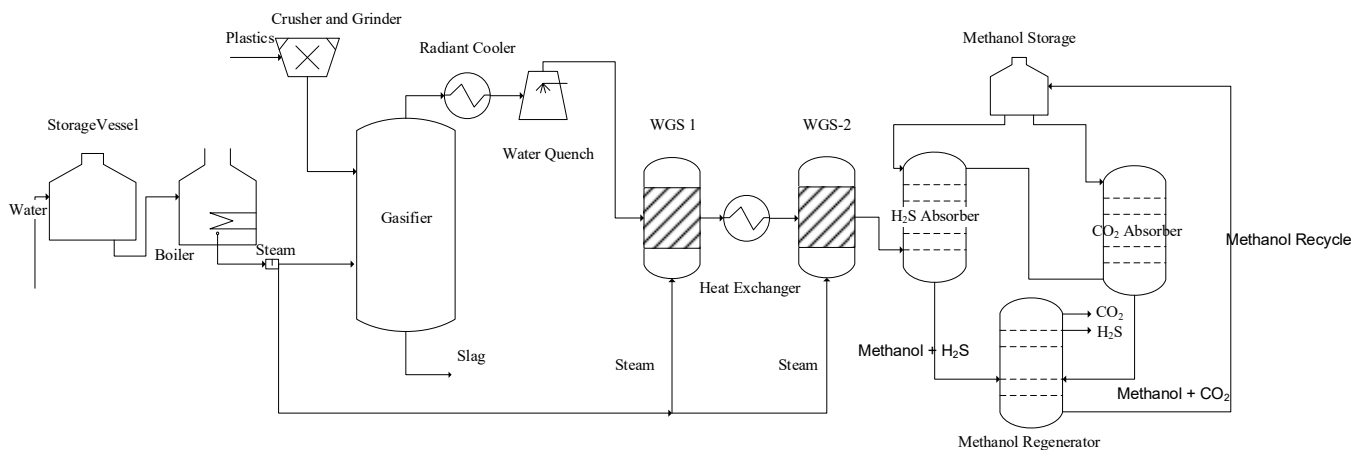 Crusher and Grinder
Plastics
Radiant Cooler
Methanol Storage
StorageVessel
Water Quench
WGS 1
WGS-2
Water
Gasifier
H₂S Absorber
CO₂ Absorber
Methanol Recycle
Boiler
Steam
Heat Exchanger
CO₂
H₂S
Slag
Steam
Steam
Methanol + H₂S
Methanol + CO₂
Methanol Regenerator